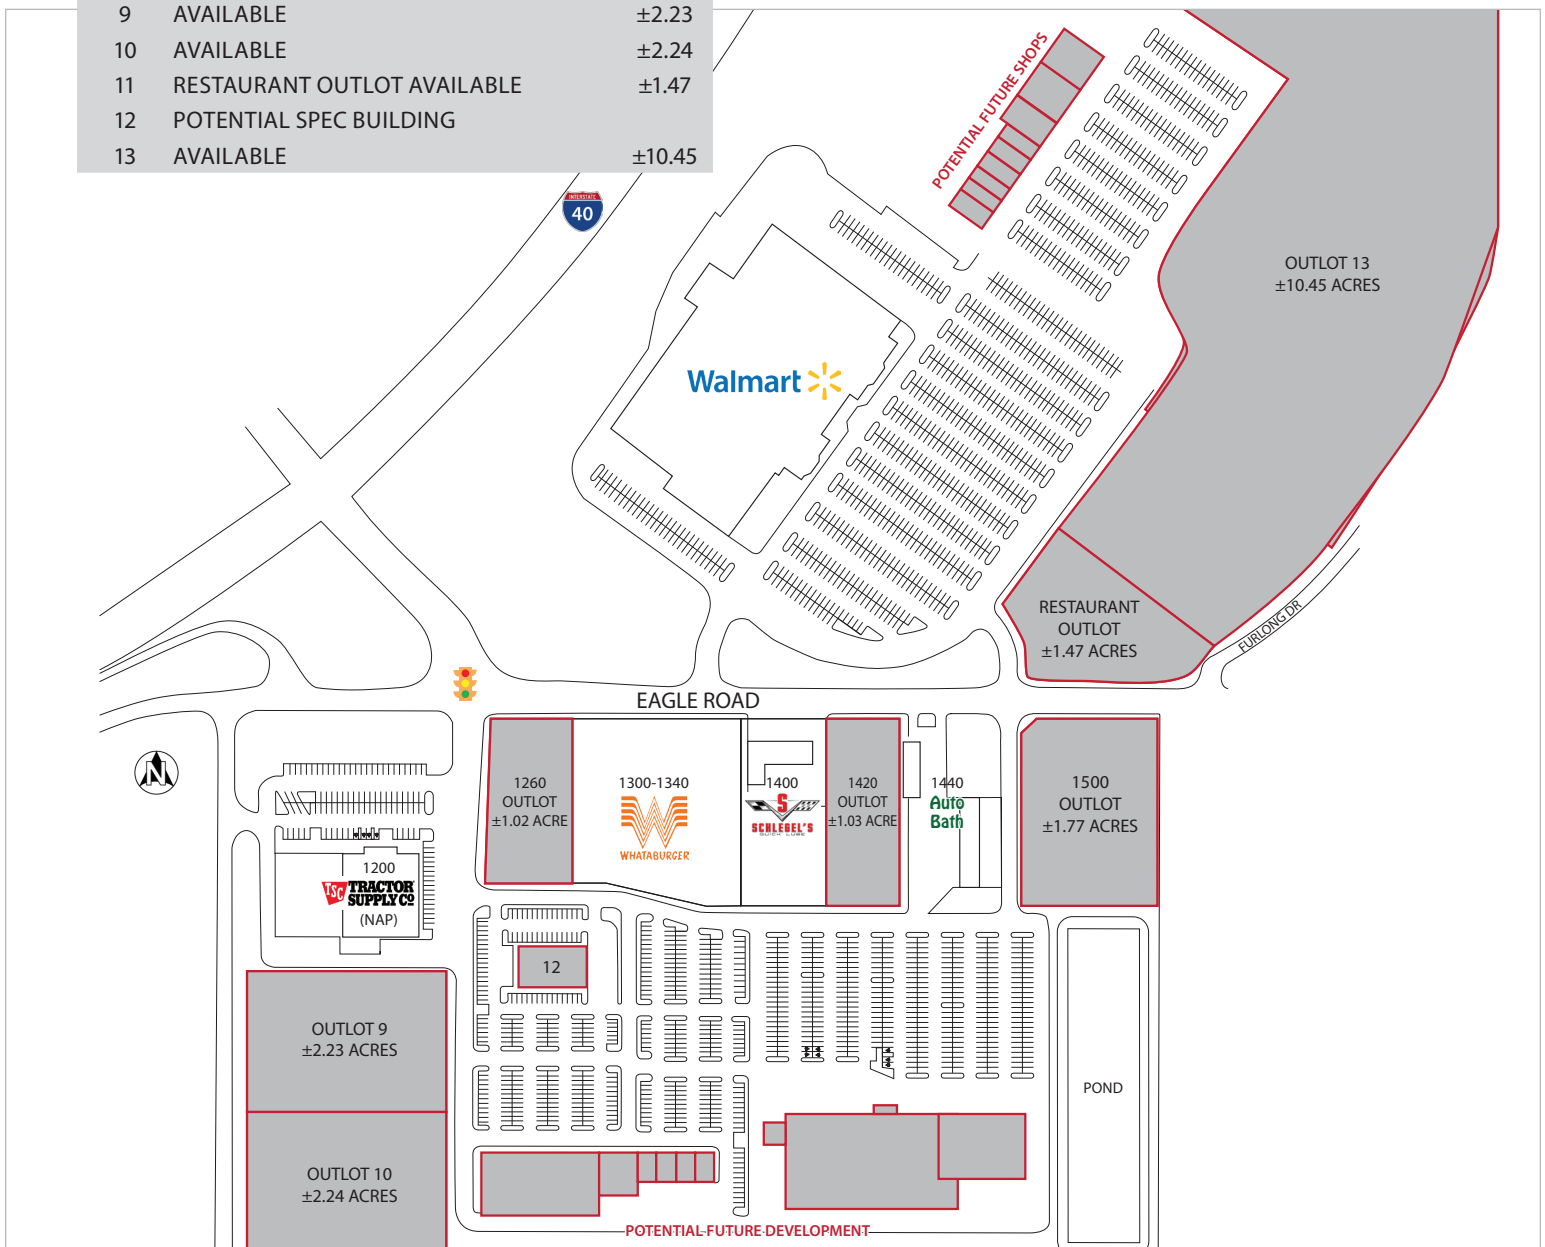 9 AVAILABLE ±2.23
10 AVAILABLE ±2.24
11 RESTAURANT OUTLOT AVAILABLE ±1.47
12 POTENTIAL SPEC BUILDING
13 AVAILABLE ±10.45
POTENTIAL FUTURE SHOPS
INTERSTATE
40
OUTLOT 13
±10.45 ACRES
Walmart
RESTAURANT
OUTLOT
±1.47 ACRES
FURLONG DR
EAGLE ROAD
N
1260
OUTLOT
±1.02 ACRE
1300-1340
WHATABURGER
1400
S
SCHLEGEL'S
QUICK LUBE
1420
OUTLOT
±1.03 ACRE
1440
Auto
Bath
1500
OUTLOT
±1.77 ACRES
1200
TSC TRACTOR
SUPPLY CO
(NAP)
12
OUTLOT 9
±2.23 ACRES
POND
OUTLOT 10
±2.24 ACRES
POTENTIAL FUTURE DEVELOPMENT